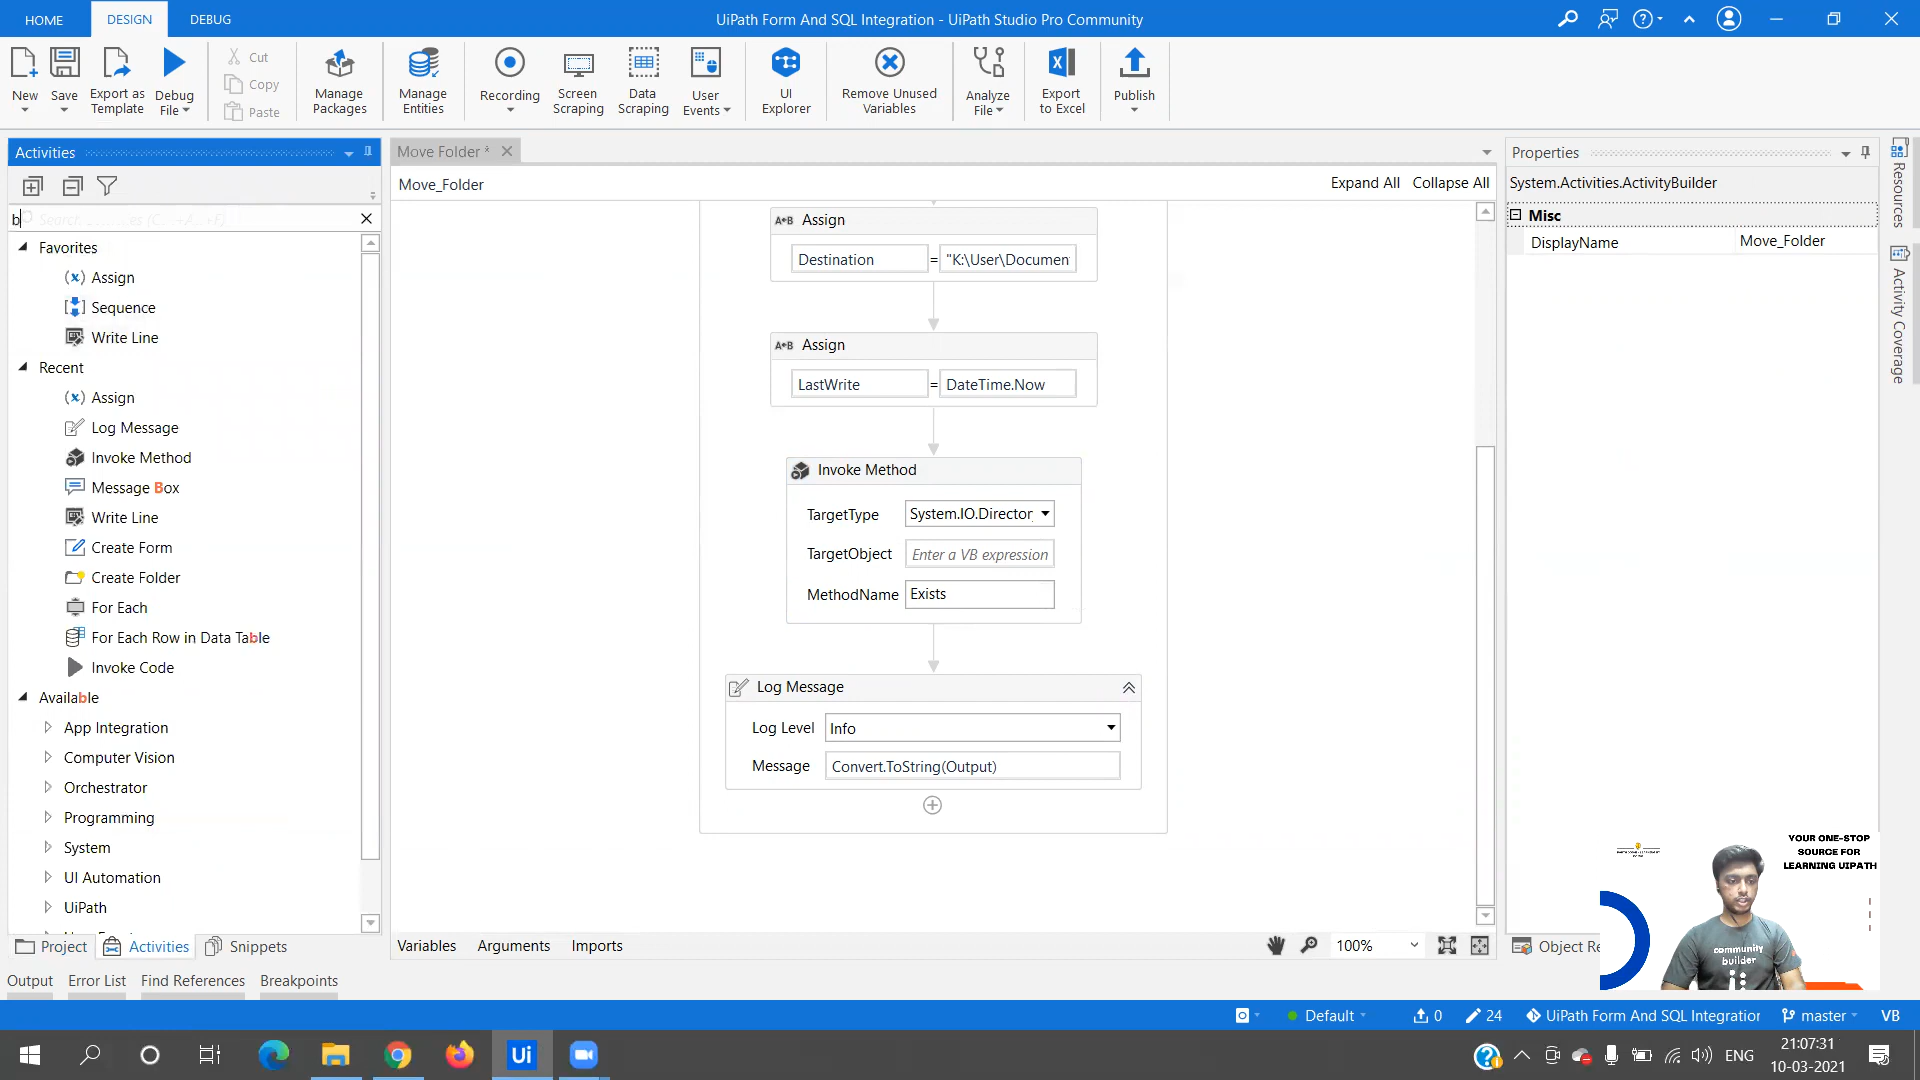 HOME
DESIGN
DEBUG
UiPath Form And SQL Integration - UiPath Studio Pro Community
New
Save
Export as Template
Debug File
Cut
Copy
Paste
Manage Packages
Manage Entities
Recording
Screen Scraping
Data Scraping
User Events
UI Explorer
Remove Unused Variables
Analyze File
Export to Excel
Publish
Activities
b
Favorites
Assign
Sequence
Write Line
Recent
Assign
Log Message
Invoke Method
Message Box
Write Line
Create Form
Create Folder
For Each
For Each Row in Data Table
Invoke Code
Available
App Integration
Computer Vision
Orchestrator
Programming
System
UI Automation
UiPath
Project
Activities
Snippets
Move Folder *
Move_Folder
Expand All
Collapse All
A+B Assign
Destination = "K:\User\Documen
A+B Assign
LastWrite = DateTime.Now
Invoke Method
TargetType System.IO.Director
TargetObject Enter a VB expression
MethodName Exists
Log Message
Log Level Info
Message Convert.ToString(Output)
Variables
Arguments
Imports
100%
Properties
System.Activities.ActivityBuilder
Misc
DisplayName Move_Folder
Resources
Activity Coverage
Object Re
YOUR ONE-STOP
SOURCE FOR
LEARNING UIPATH
community
builder
Output
Error List
Find References
Breakpoints
Default
0
24
UiPath Form And SQL Integration
master
VB
Ui
ENG
21:07:31
10-03-2021